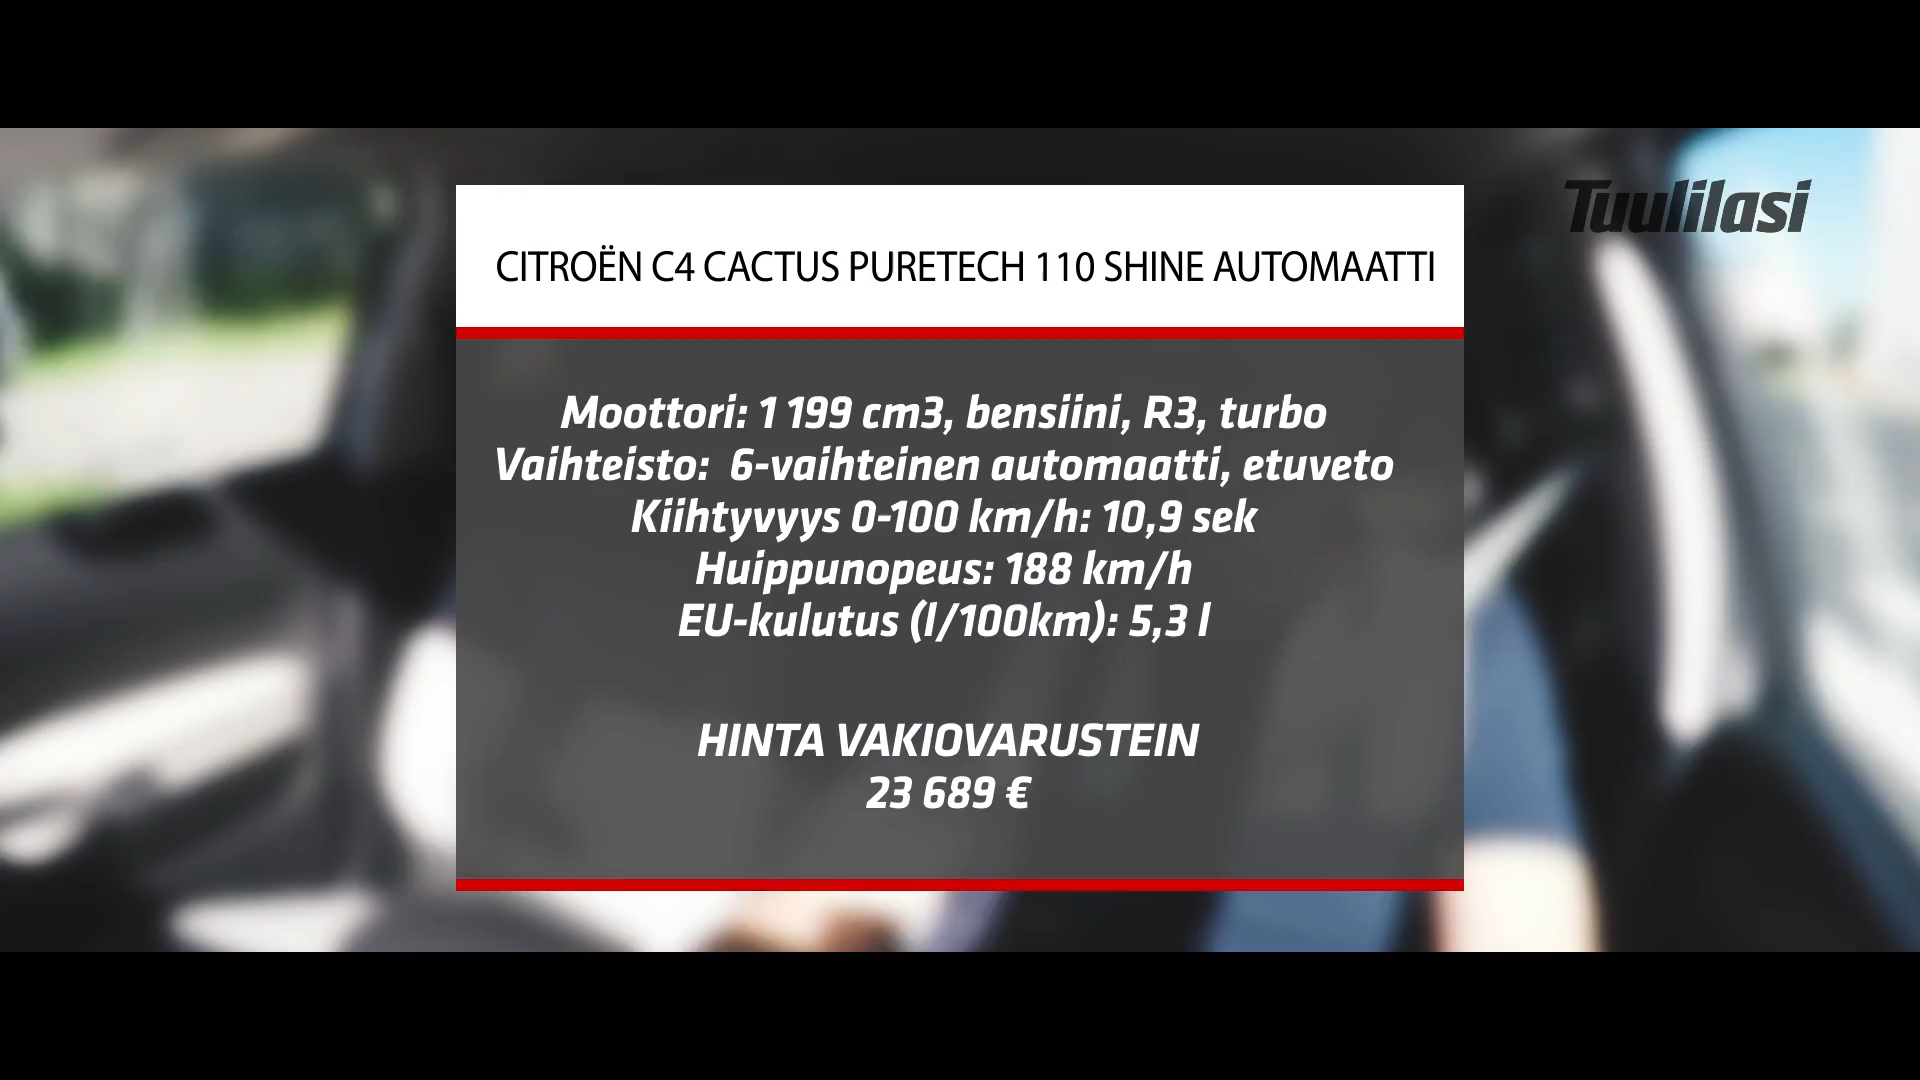 Tuulilasi
CITROËN C4 CACTUS PURETECH 110 SHINE AUTOMAATTI
Moottori: 1 199 cm3, bensiini, R3, turbo
Vaihteisto: 6-vaihteinen automaatti, etuveto
Kiihtyvyys 0-100 km/h: 10,9 sek
Huippunopeus: 188 km/h
EU-kulutus (l/100km): 5,3 l
HINTA VAKIOVARUSTEIN
23 689 €